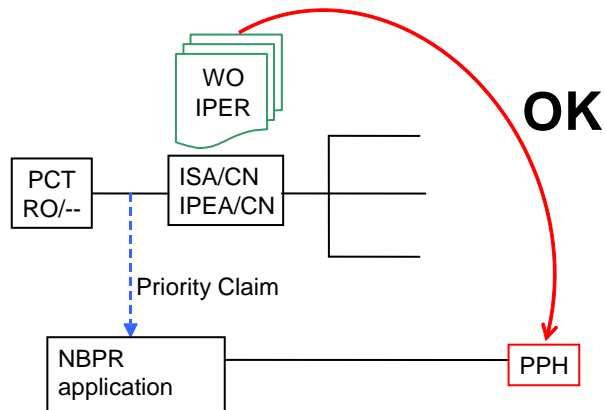 WO
IPER
OK
PCT
RO/--
ISA/CN
IPEA/CN
Priority Claim
NBPR
application
PPH